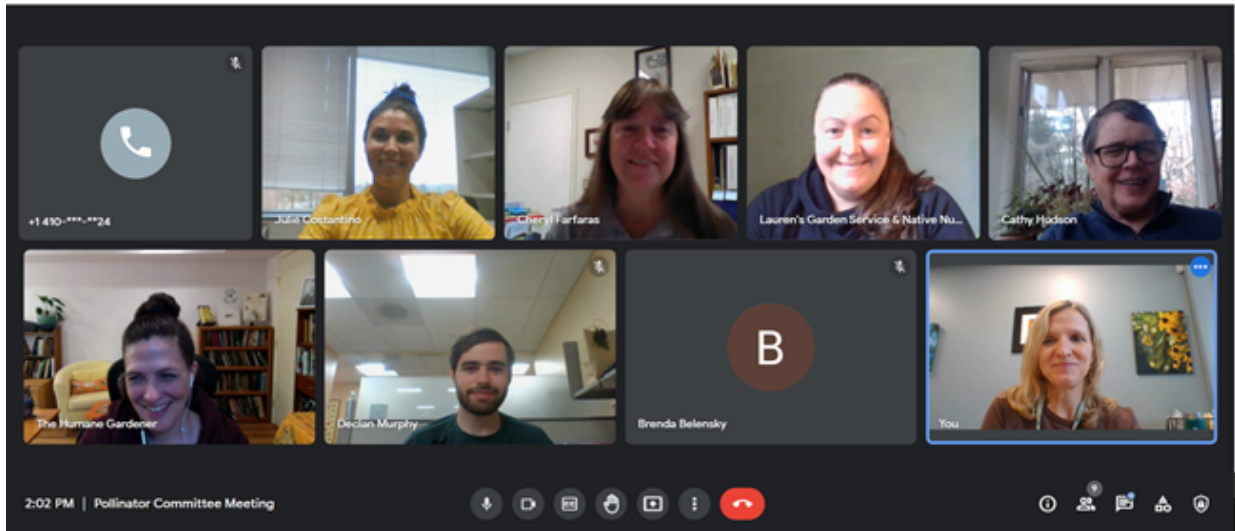 +1 410-***-**24
Julie Costantino
Cheryl Farfaras
Lauren's Garden Service & Native Nu...
Cathy Hudson
The Humane Gardener
Declan Murphy
B
Brenda Belensky
You
2:02 PM | Pollinator Committee Meeting
9